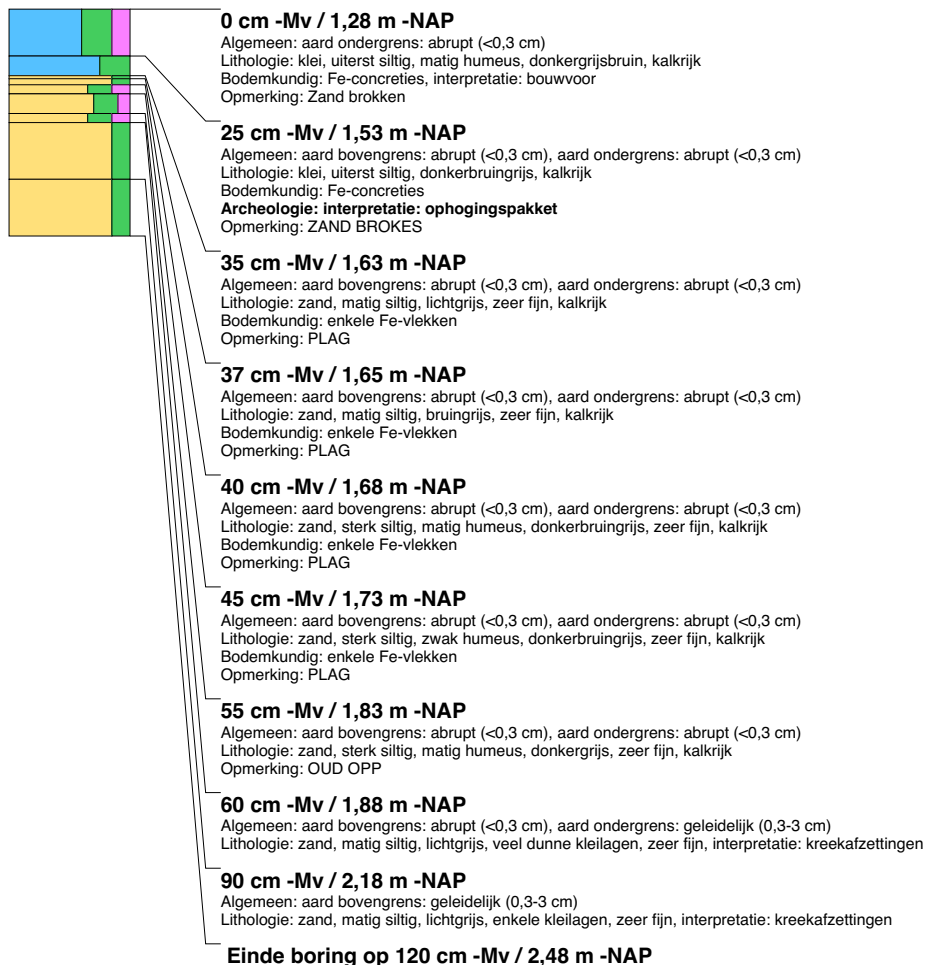 0 cm -Mv / 1,28 m -NAP
Algemeen: aard ondergrens: abrupt (<0,3 cm)
Lithologie: klei, uiterst siltig, matig humeus, donkergrijsbruin, kalkrijk
Bodemkundig: Fe-concreties, interpretatie: bouwvoor
Opmerking: Zand brokken
25 cm -Mv / 1,53 m -NAP
Algemeen: aard bovengrens: abrupt (<0,3 cm), aard ondergrens: abrupt (<0,3 cm)
Lithologie: klei, uiterst siltig, donkerbruingrijs, kalkrijk
Bodemkundig: Fe-concreties
Archeologie: interpretatie: ophogingspakket
Opmerking: ZAND BROKES
35 cm -Mv / 1,63 m -NAP
Algemeen: aard bovengrens: abrupt (<0,3 cm), aard ondergrens: abrupt (<0,3 cm)
Lithologie: zand, matig siltig, lichtgrijs, zeer fijn, kalkrijk
Bodemkundig: enkele Fe-vlekken
Opmerking: PLAG
37 cm -Mv / 1,65 m -NAP
Algemeen: aard bovengrens: abrupt (<0,3 cm), aard ondergrens: abrupt (<0,3 cm)
Lithologie: zand, matig siltig, bruingrijs, zeer fijn, kalkrijk
Bodemkundig: enkele Fe-vlekken
Opmerking: PLAG
40 cm -Mv / 1,68 m -NAP
Algemeen: aard bovengrens: abrupt (<0,3 cm), aard ondergrens: abrupt (<0,3 cm)
Lithologie: zand, sterk siltig, matig humeus, donkerbruingrijs, zeer fijn, kalkrijk
Bodemkundig: enkele Fe-vlekken
Opmerking: PLAG
45 cm -Mv / 1,73 m -NAP
Algemeen: aard bovengrens: abrupt (<0,3 cm), aard ondergrens: abrupt (<0,3 cm)
Lithologie: zand, sterk siltig, zwak humeus, donkerbruingrijs, zeer fijn, kalkrijk
Bodemkundig: enkele Fe-vlekken
Opmerking: PLAG
55 cm -Mv / 1,83 m -NAP
Algemeen: aard bovengrens: abrupt (<0,3 cm), aard ondergrens: abrupt (<0,3 cm)
Lithologie: zand, sterk siltig, matig humeus, donkergrijs, zeer fijn, kalkrijk
Opmerking: OUD OPP
60 cm -Mv / 1,88 m -NAP
Algemeen: aard bovengrens: abrupt (<0,3 cm), aard ondergrens: geleidelijk (0,3-3 cm)
Lithologie: zand, matig siltig, lichtgrijs, veel dunne kleilagen, zeer fijn, interpretatie: kreekafzettingen
90 cm -Mv / 2,18 m -NAP
Algemeen: aard bovengrens: geleidelijk (0,3-3 cm)
Lithologie: zand, matig siltig, lichtgrijs, enkele kleilagen, zeer fijn, interpretatie: kreekafzettingen
Einde boring op 120 cm -Mv / 2,48 m -NAP